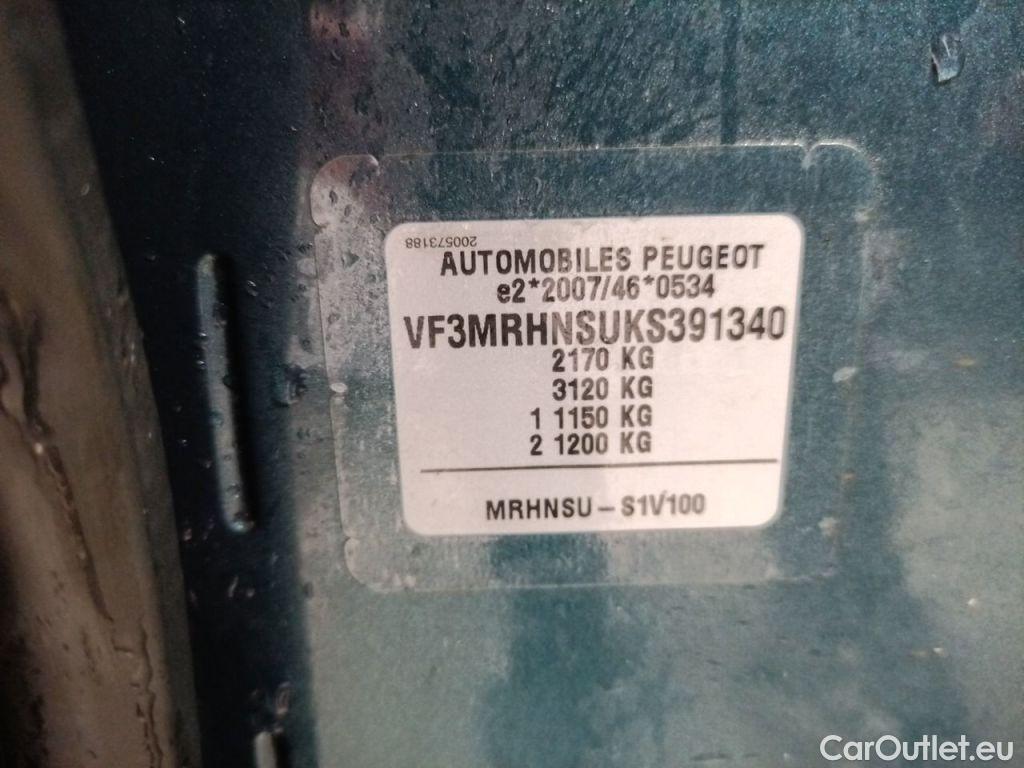 200573188
AUTOMOBILES PEUGEOT
e2*2007/46*0534
VF3MRHNSUKS391340
2170 KG
3120 KG
1 1150 KG
2 1200 KG
MRHNSU - S1V100
CarOutlet.eu